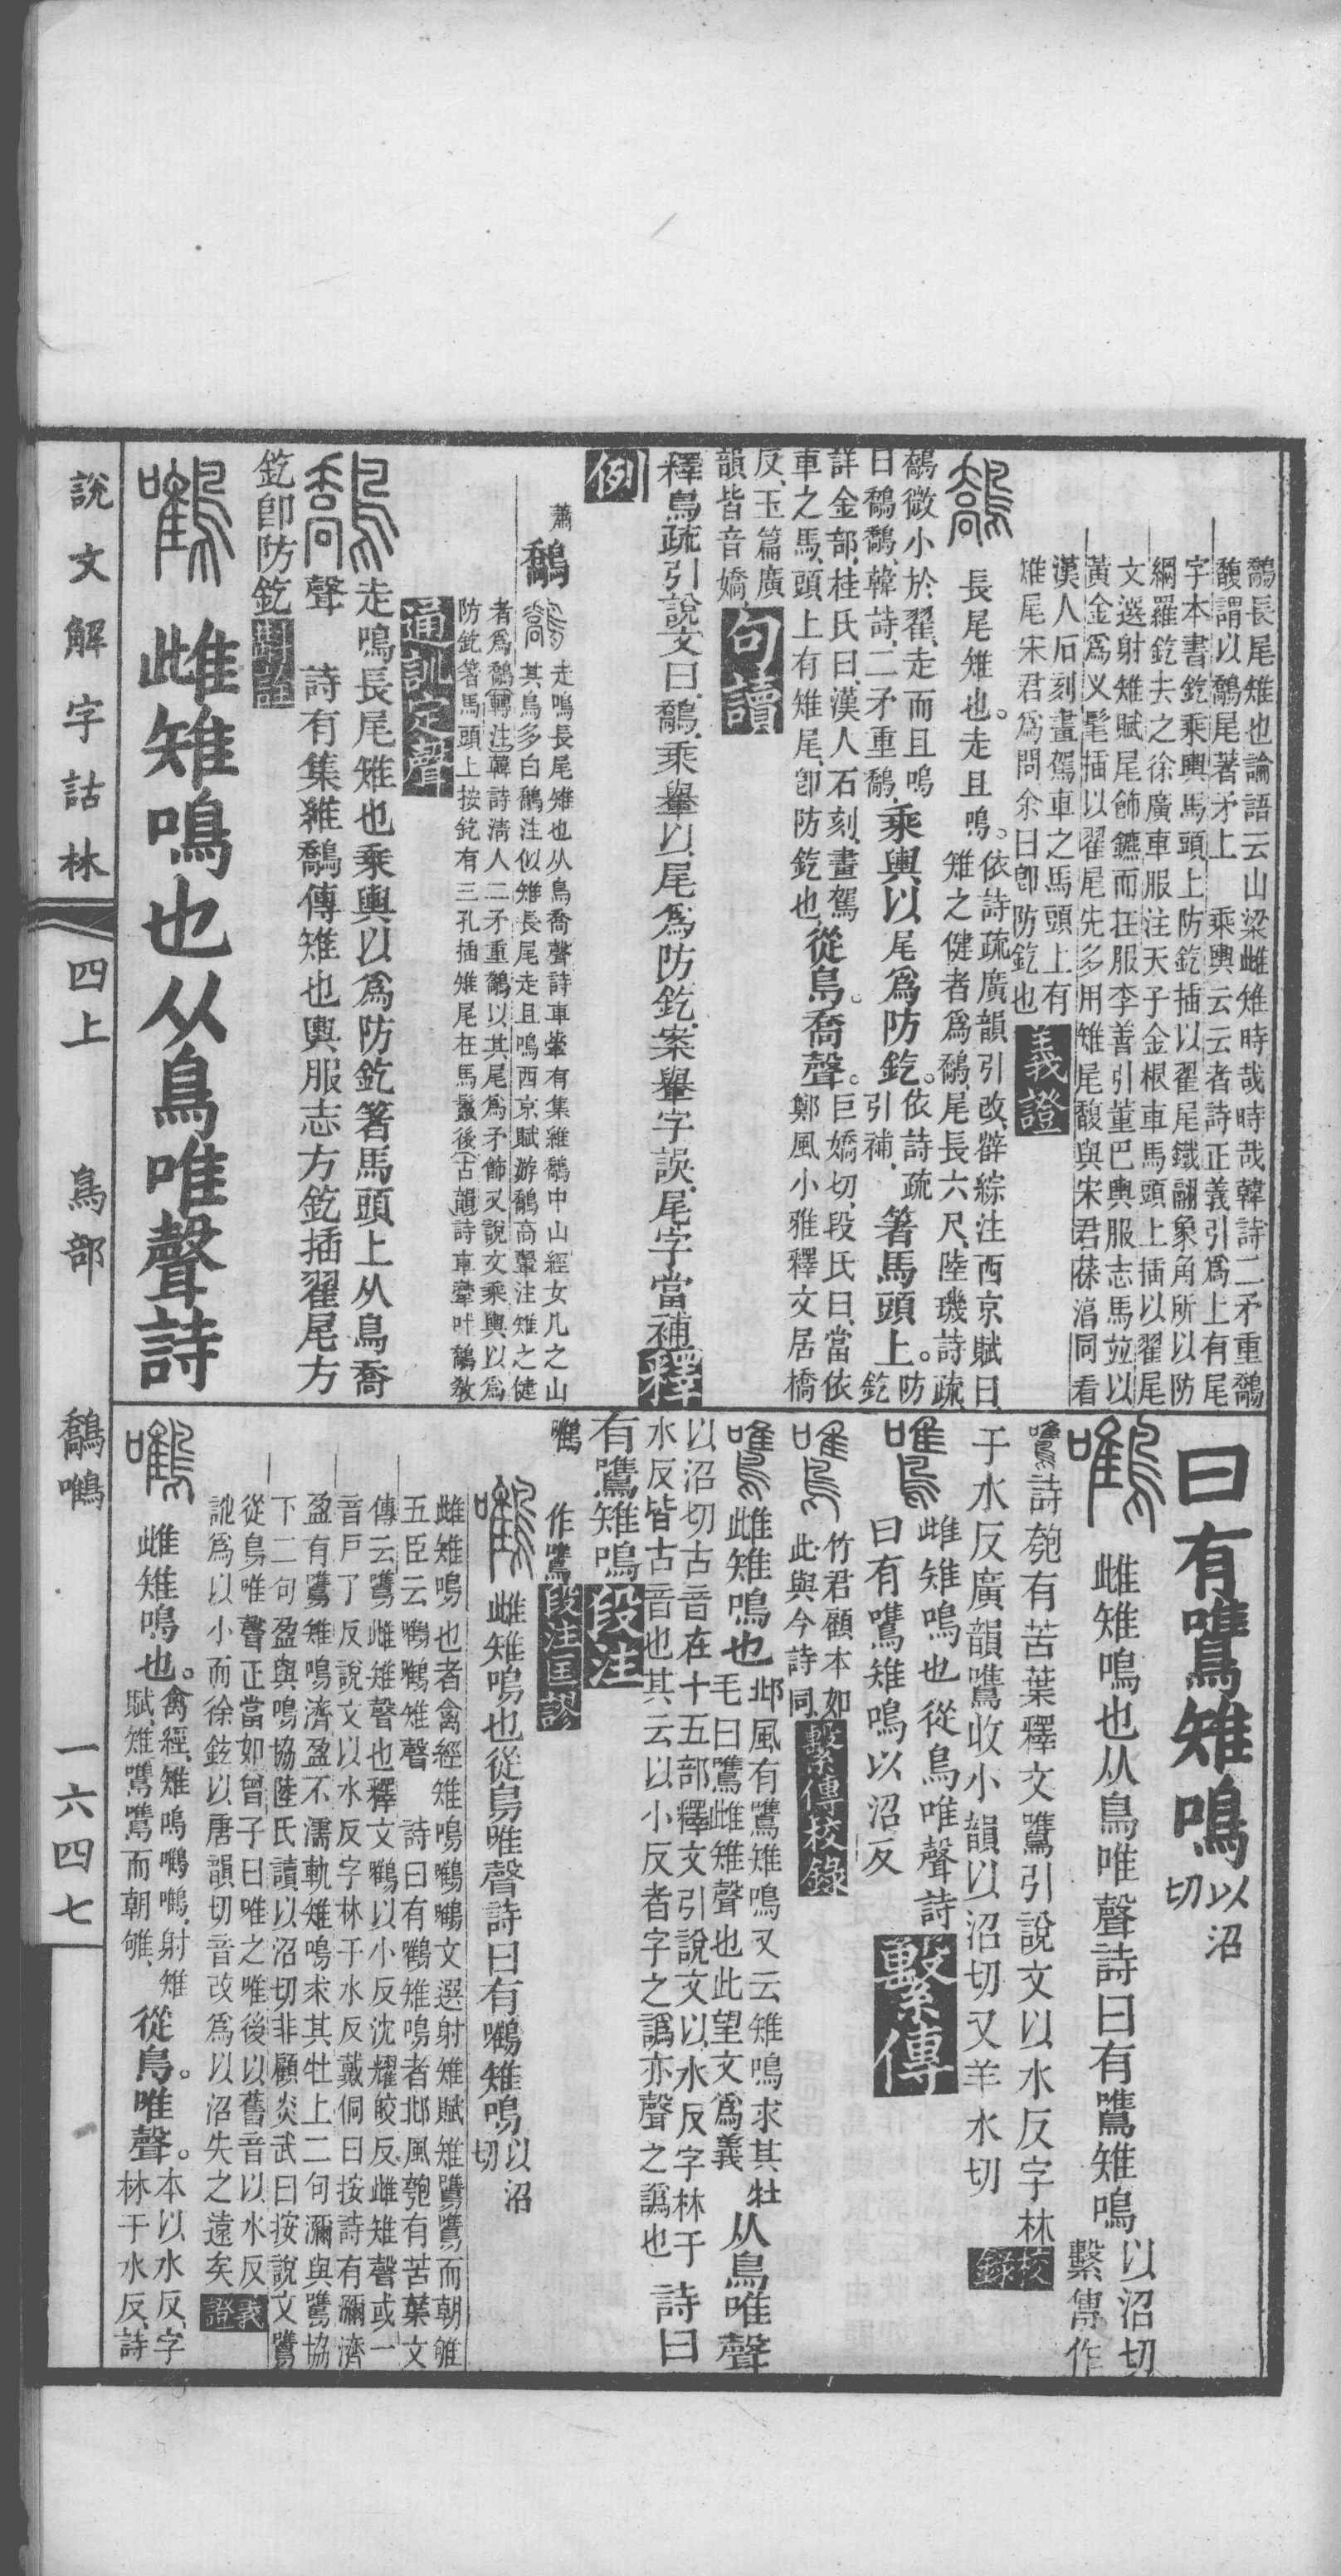 鷮長尾雉也論語云山梁雌雉時哉時哉韓詩二矛重鷮
馥謂以鷮尾著矛上　乘輿云云者詩正義引爲上有尾
字本書釳乘輿馬頭上防釳插以翟尾鐵翮象角所以防
綱羅釳去之徐廣車服注天子金根車馬頭上插以翟尾
文選射雉賦尾飾鑣而在服李善引董巴輿服志馬竝以
黃金爲义髦插以翟尾先多用雉尾馥與宋君葆湻同看
漢人石刻畫駕車之馬頭上有
雉尾宋君爲問余曰卽防釳也
義證
長尾雉也。走且鳴。
依詩疏廣韻引改、薛綜注西京賦曰、
雉之健者爲鷮、尾長六尺、陸璣詩疏、
鷮微小於翟、走而且鳴
曰鷮鷮、韓詩、二矛重鷮、
乘輿以尾爲防釳。
依詩疏
引補、
箸馬頭上。
防
釳
詳金部、桂氏曰、漢人石刻、畫駕
車之馬、頭上有雉尾、卽防釳也、
從鳥。喬聲。
巨嬌切、段氏曰、當依
鄭風小雅釋文居橋
反、玉篇廣
韻皆音嬌、
句讀
釋鳥疏引說文曰、鷮、乘轝以尾爲防釳、案轝字誤、尾字當補
釋例
蕭
鷮
走鳴長尾雉也从鳥喬聲詩車舝有集維鷮中山經女几之山
其鳥多白鷮注似雉長尾走且鳴西京賦游鷮高翬注雉之健
者爲鷮轉注韓詩淸人二矛重鷮以其尾爲矛飾又說文乘輿以爲
防釳箸馬頭上按釳有三孔插雉尾在馬鬉後古韻詩車舝叶鷮敎
通訓定聲
走鳴長尾雉也乘輿以爲防釳箸馬頭上从鳥喬
聲　詩有集維鷮傳雉也輿服志方釳插翟尾方
釳卽防釳
斠詮
雌雉鳴也从鳥唯聲詩
曰有鷕雉鳴
以沼
切
雌雉鳴也从鳥唯聲詩曰有鷕雉鳴
以沼切
繫傳作
鷕詩匏有苦葉釋文鷕引說文以水反字林
于水反廣韻鷕收小韻以沼切又羊水切
校錄
雌雉鳴也從鳥唯聲詩
曰有鷕雉鳴以沼反
繫傳
竹君顧本如
此與今詩同
繫傳校錄
雌雉鳴也
邶風有鷕雉鳴又云雉鳴求其牡
毛曰鷕雌雉聲也此望文爲義
从鳥唯聲
以沼切古音在十五部釋文引說文以水反字林于
水反皆古音也其云以小反者字之譌亦聲之譌也
詩曰
有鷕雉鳴
段注
鷕
作鷕
段注匡謬
雌雉鳴也從鳥唯聲詩曰有鷕雉鳴
以沼
切
雌雉鳴也者禽經雉鳴鷕鷕文選射雉賦雉鷕鷕而朝雊
五臣云鷕鷕雉聲　詩曰有鷕雉鳴者邶風匏有苦葉文
傳云鷕雌雉聲也釋文鷕以小反沈耀皎反雌雉聲或一
音戶了反說文以水反字林于水反戴侗曰按詩有瀰濟
盈有鷕雉鳴濟盈不濡軌雉鳴求其牡上二句瀰與鷕協
下二句盈與鳴協陸氏讀以沼切非顧炎武曰按說文鷕
從鳥唯聲正當如曾子曰唯之唯後以舊音以水反
訛爲以小而徐鉉以唐韻切音改爲以沼失之遠矣
義證
雌雉鳴也。
禽經、雉鳴鷕鷕、射雉
賦雉鷕鷕而朝雊、
從鳥。唯聲。
本以水反、字
林于水反、詩
說文解字詁林　四上　鳥部　鷮鷕　一六四七